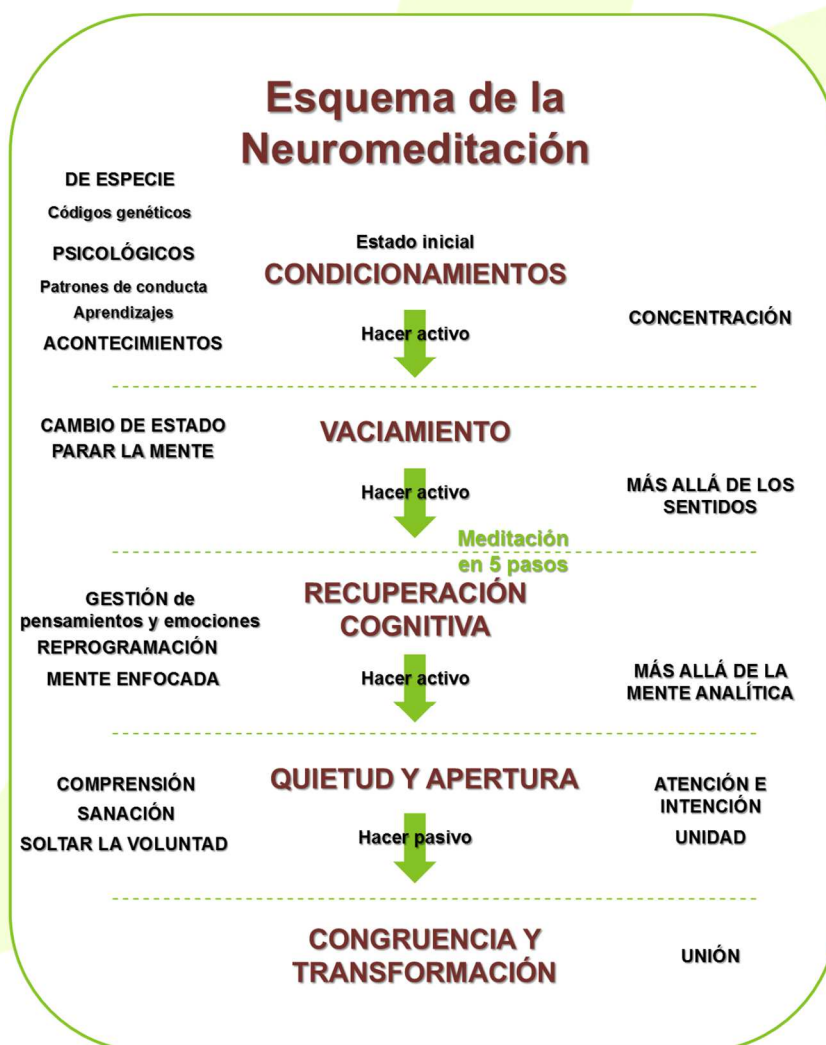 Esquema de la
Neuromeditación
DE ESPECIE
Códigos genéticos
PSICOLÓGICOS
Patrones de conducta
Aprendizajes
ACONTECIMIENTOS
Estado inicial
CONDICIONAMIENTOS
Hacer activo
CONCENTRACIÓN
CAMBIO DE ESTADO
PARAR LA MENTE
VACIAMIENTO
Hacer activo
MÁS ALLÁ DE LOS
SENTIDOS
Meditación
en 5 pasos
GESTIÓN de
pensamientos y emociones
REPROGRAMACIÓN
MENTE ENFOCADA
RECUPERACIÓN
COGNITIVA
Hacer activo
MÁS ALLÁ DE LA
MENTE ANALÍTICA
COMPRENSIÓN
SANACIÓN
SOLTAR LA VOLUNTAD
QUIETUD Y APERTURA
Hacer pasivo
ATENCIÓN E
INTENCIÓN
UNIDAD
CONGRUENCIA Y
TRANSFORMACIÓN
UNIÓN